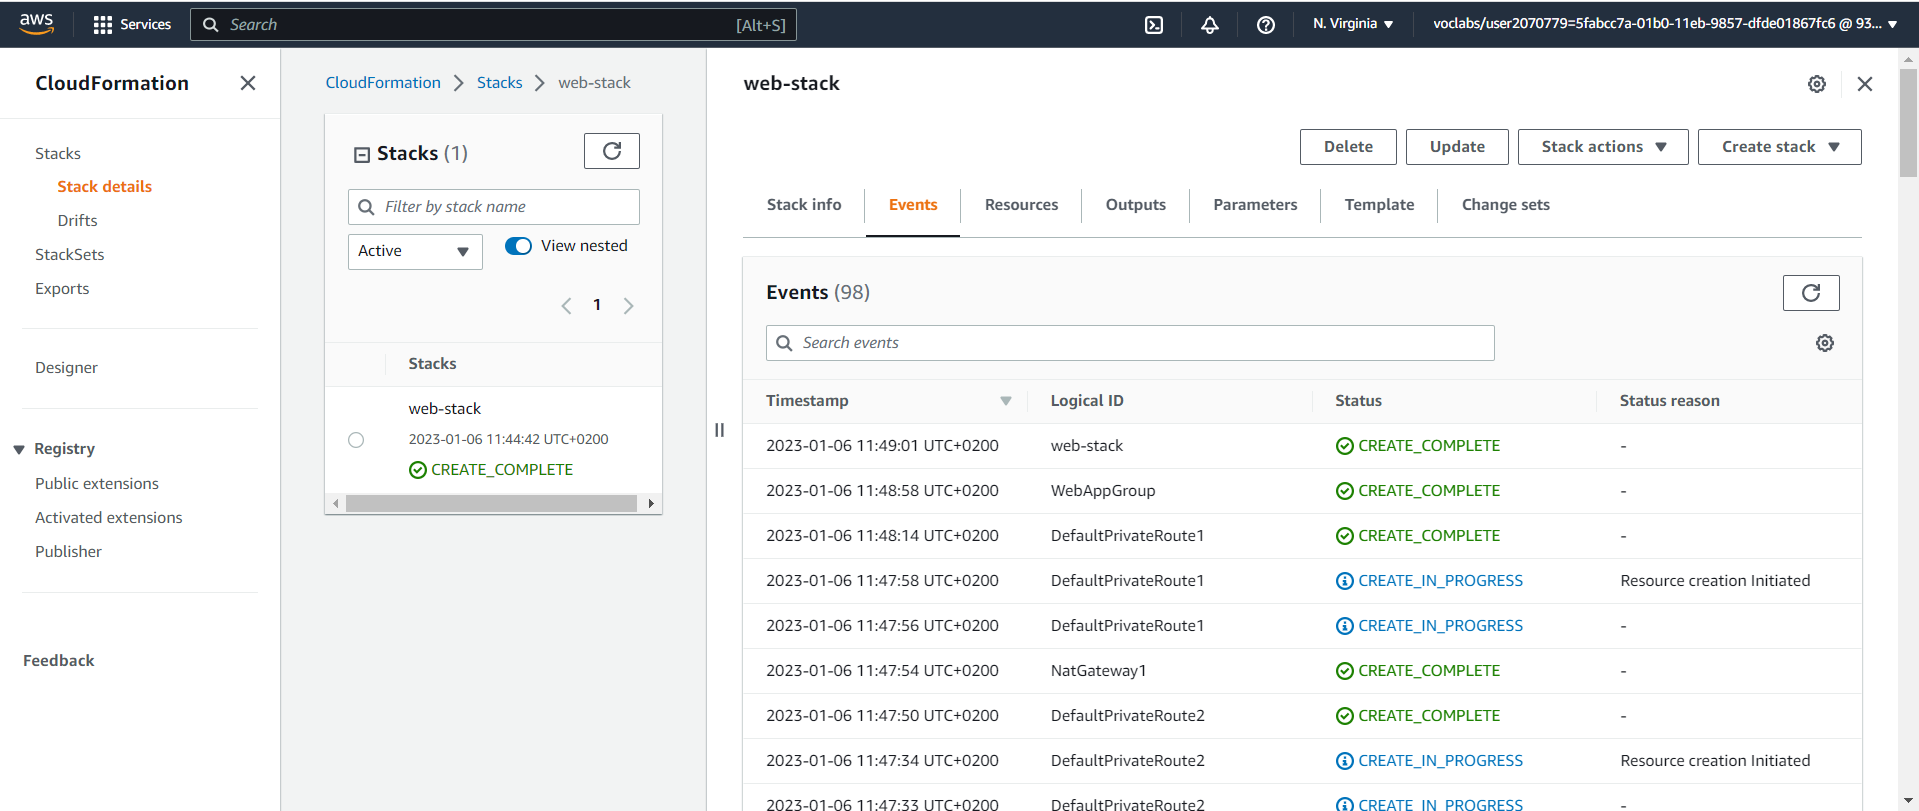 aws Services Search [Alt+S] N. Virginia voclabs/user2070779=5fabcc7a-01b0-11eb-9857-dfde01867fc6 @ 93...
CloudFormation
Stacks
Stack details
Drifts
StackSets
Exports
Designer
Registry
Public extensions
Activated extensions
Publisher
Feedback
CloudFormation Stacks web-stack
Stacks (1)
Filter by stack name
Active View nested
1
Stacks
web-stack
2023-01-06 11:44:42 UTC+0200
CREATE_COMPLETE
web-stack
Delete Update Stack actions Create stack
Stack info Events Resources Outputs Parameters Template Change sets
Events (98)
Search events
Timestamp Logical ID Status Status reason
2023-01-06 11:49:01 UTC+0200 web-stack CREATE_COMPLETE -
2023-01-06 11:48:58 UTC+0200 WebAppGroup CREATE_COMPLETE -
2023-01-06 11:48:14 UTC+0200 DefaultPrivateRoute1 CREATE_COMPLETE -
2023-01-06 11:47:58 UTC+0200 DefaultPrivateRoute1 CREATE_IN_PROGRESS Resource creation Initiated
2023-01-06 11:47:56 UTC+0200 DefaultPrivateRoute1 CREATE_IN_PROGRESS -
2023-01-06 11:47:54 UTC+0200 NatGateway1 CREATE_COMPLETE -
2023-01-06 11:47:50 UTC+0200 DefaultPrivateRoute2 CREATE_COMPLETE -
2023-01-06 11:47:34 UTC+0200 DefaultPrivateRoute2 CREATE_IN_PROGRESS Resource creation Initiated
2023-01-06 11:47:33 UTC+0200 DefaultPrivateRoute2 CREATE_IN_PROGRESS -